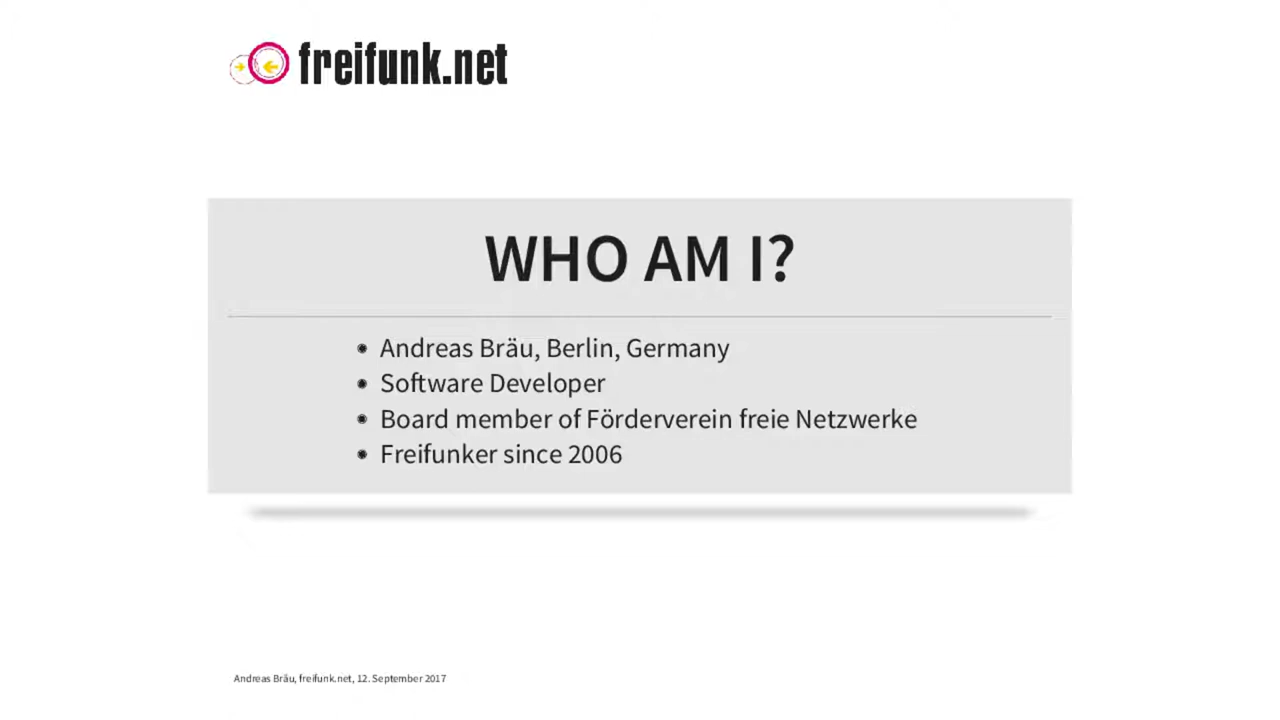 freifunk.net
WHO AM I?
Andreas Bräu, Berlin, Germany
Software Developer
Board member of Förderverein freie Netzwerke
Freifunker since 2006
Andreas Bräu, freifunk.net, 12. September 2017